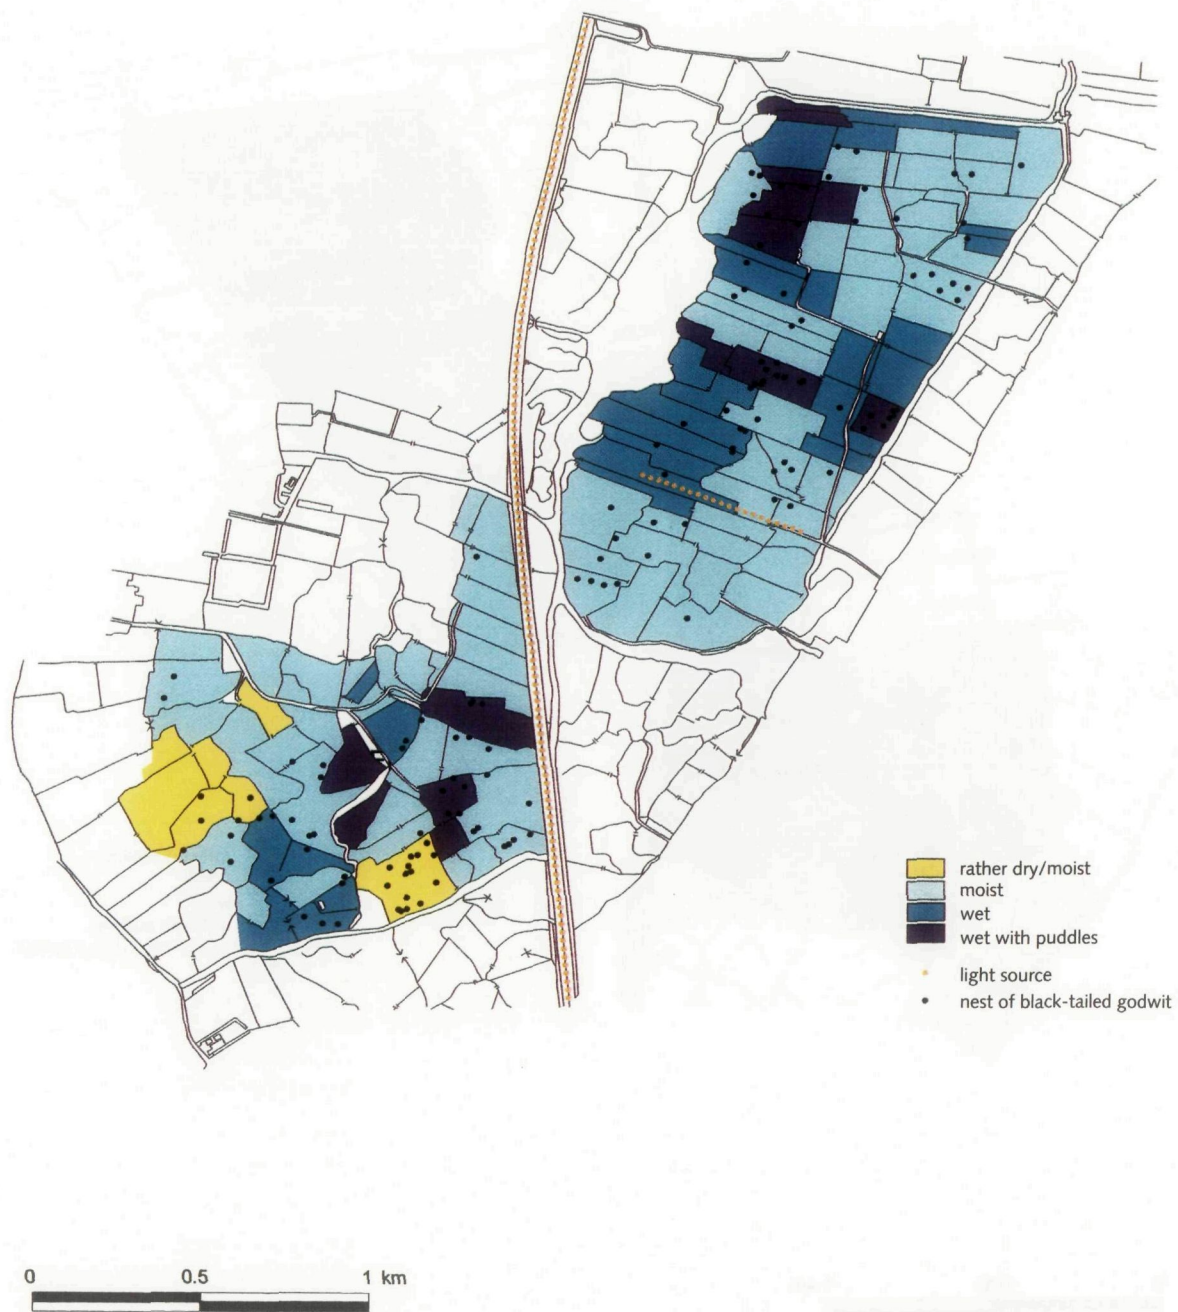 rather dry/moist
moist
wet
wet with puddles
light source
nest of black-tailed godwit
0 0.5 1 km